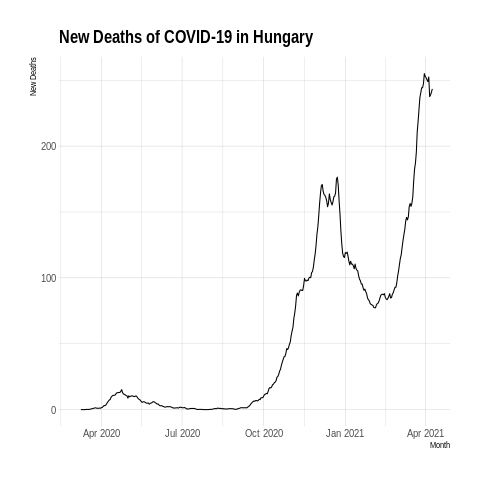 New Deaths of COVID-19 in Hungary
New Deaths
200
100
0
Apr 2020 Jul 2020 Oct 2020 Jan 2021 Apr 2021
Month